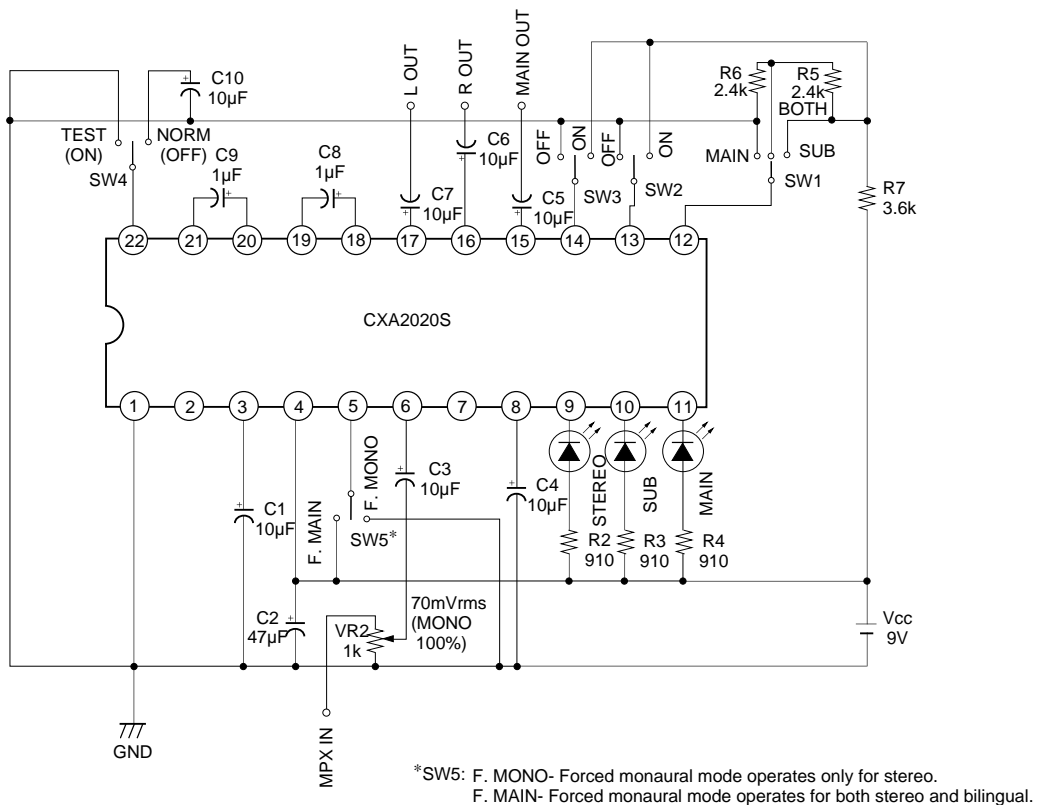 L OUT
R OUT
MAIN OUT
C10
10µF
R6
2.4k
R5
2.4k
BOTH
TEST
(ON)
NORM
(OFF)
SW4
C9
1µF
C8
1µF
C7
10µF
C6
10µF
C5
10µF
OFF
ON
SW3
OFF
ON
SW2
MAIN
SUB
SW1
R7
3.6k
22
21
20
19
18
17
16
15
14
13
12
CXA2020S
1
2
3
4
5
6
7
8
9
10
11
C1
10µF
F. MAIN
F. MONO
SW5*
C3
10µF
C4
10µF
STEREO
SUB
MAIN
R2
910
R3
910
R4
910
C2
47µF
VR2
1k
70mVrms
(MONO
100%)
Vcc
9V
GND
MPX IN
*SW5: F. MONO- Forced monaural mode operates only for stereo.
F. MAIN- Forced monaural mode operates for both stereo and bilingual.